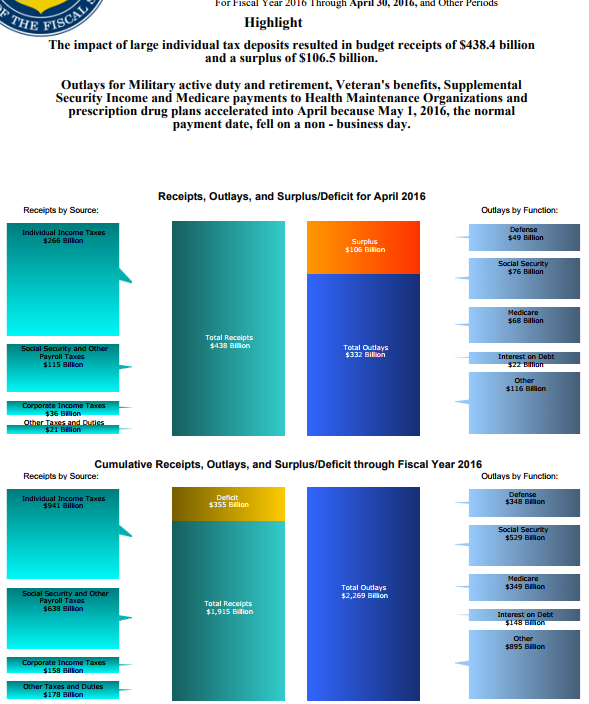 OF THE FISCAL S
For Fiscal Year 2016 Through April 30, 2016, and Other Periods
Highlight
The impact of large individual tax deposits resulted in budget receipts of $438.4 billion
and a surplus of $106.5 billion.
Outlays for Military active duty and retirement, Veteran's benefits, Supplemental
Security Income and Medicare payments to Health Maintenance Organizations and
prescription drug plans accelerated into April because May 1, 2016, the normal
payment date, fell on a non - business day.
Receipts, Outlays, and Surplus/Deficit for April 2016
Receipts by Source:
Individual Income Taxes
$266 Billion
Social Security and Other
Payroll Taxes
$115 Billion
Corporate Income Taxes
$36 Billion
Other Taxes and Duties
$21 Billion
Total Receipts
$438 Billion
Surplus
$106 Billion
Total Outlays
$332 Billion
Outlays by Function:
Defense
$49 Billion
Social Security
$76 Billion
Medicare
$68 Billion
Interest on Debt
$22 Billion
Other
$116 Billion
Cumulative Receipts, Outlays, and Surplus/Deficit through Fiscal Year 2016
Receipts by Source:
Individual Income Taxes
$941 Billion
Social Security and Other
Payroll Taxes
$638 Billion
Corporate Income Taxes
$158 Billion
Other Taxes and Duties
$178 Billion
Deficit
$355 Billion
Total Receipts
$1,915 Billion
Total Outlays
$2,269 Billion
Outlays by Function:
Defense
$348 Billion
Social Security
$529 Billion
Medicare
$349 Billion
Interest on Debt
$148 Billion
Other
$895 Billion